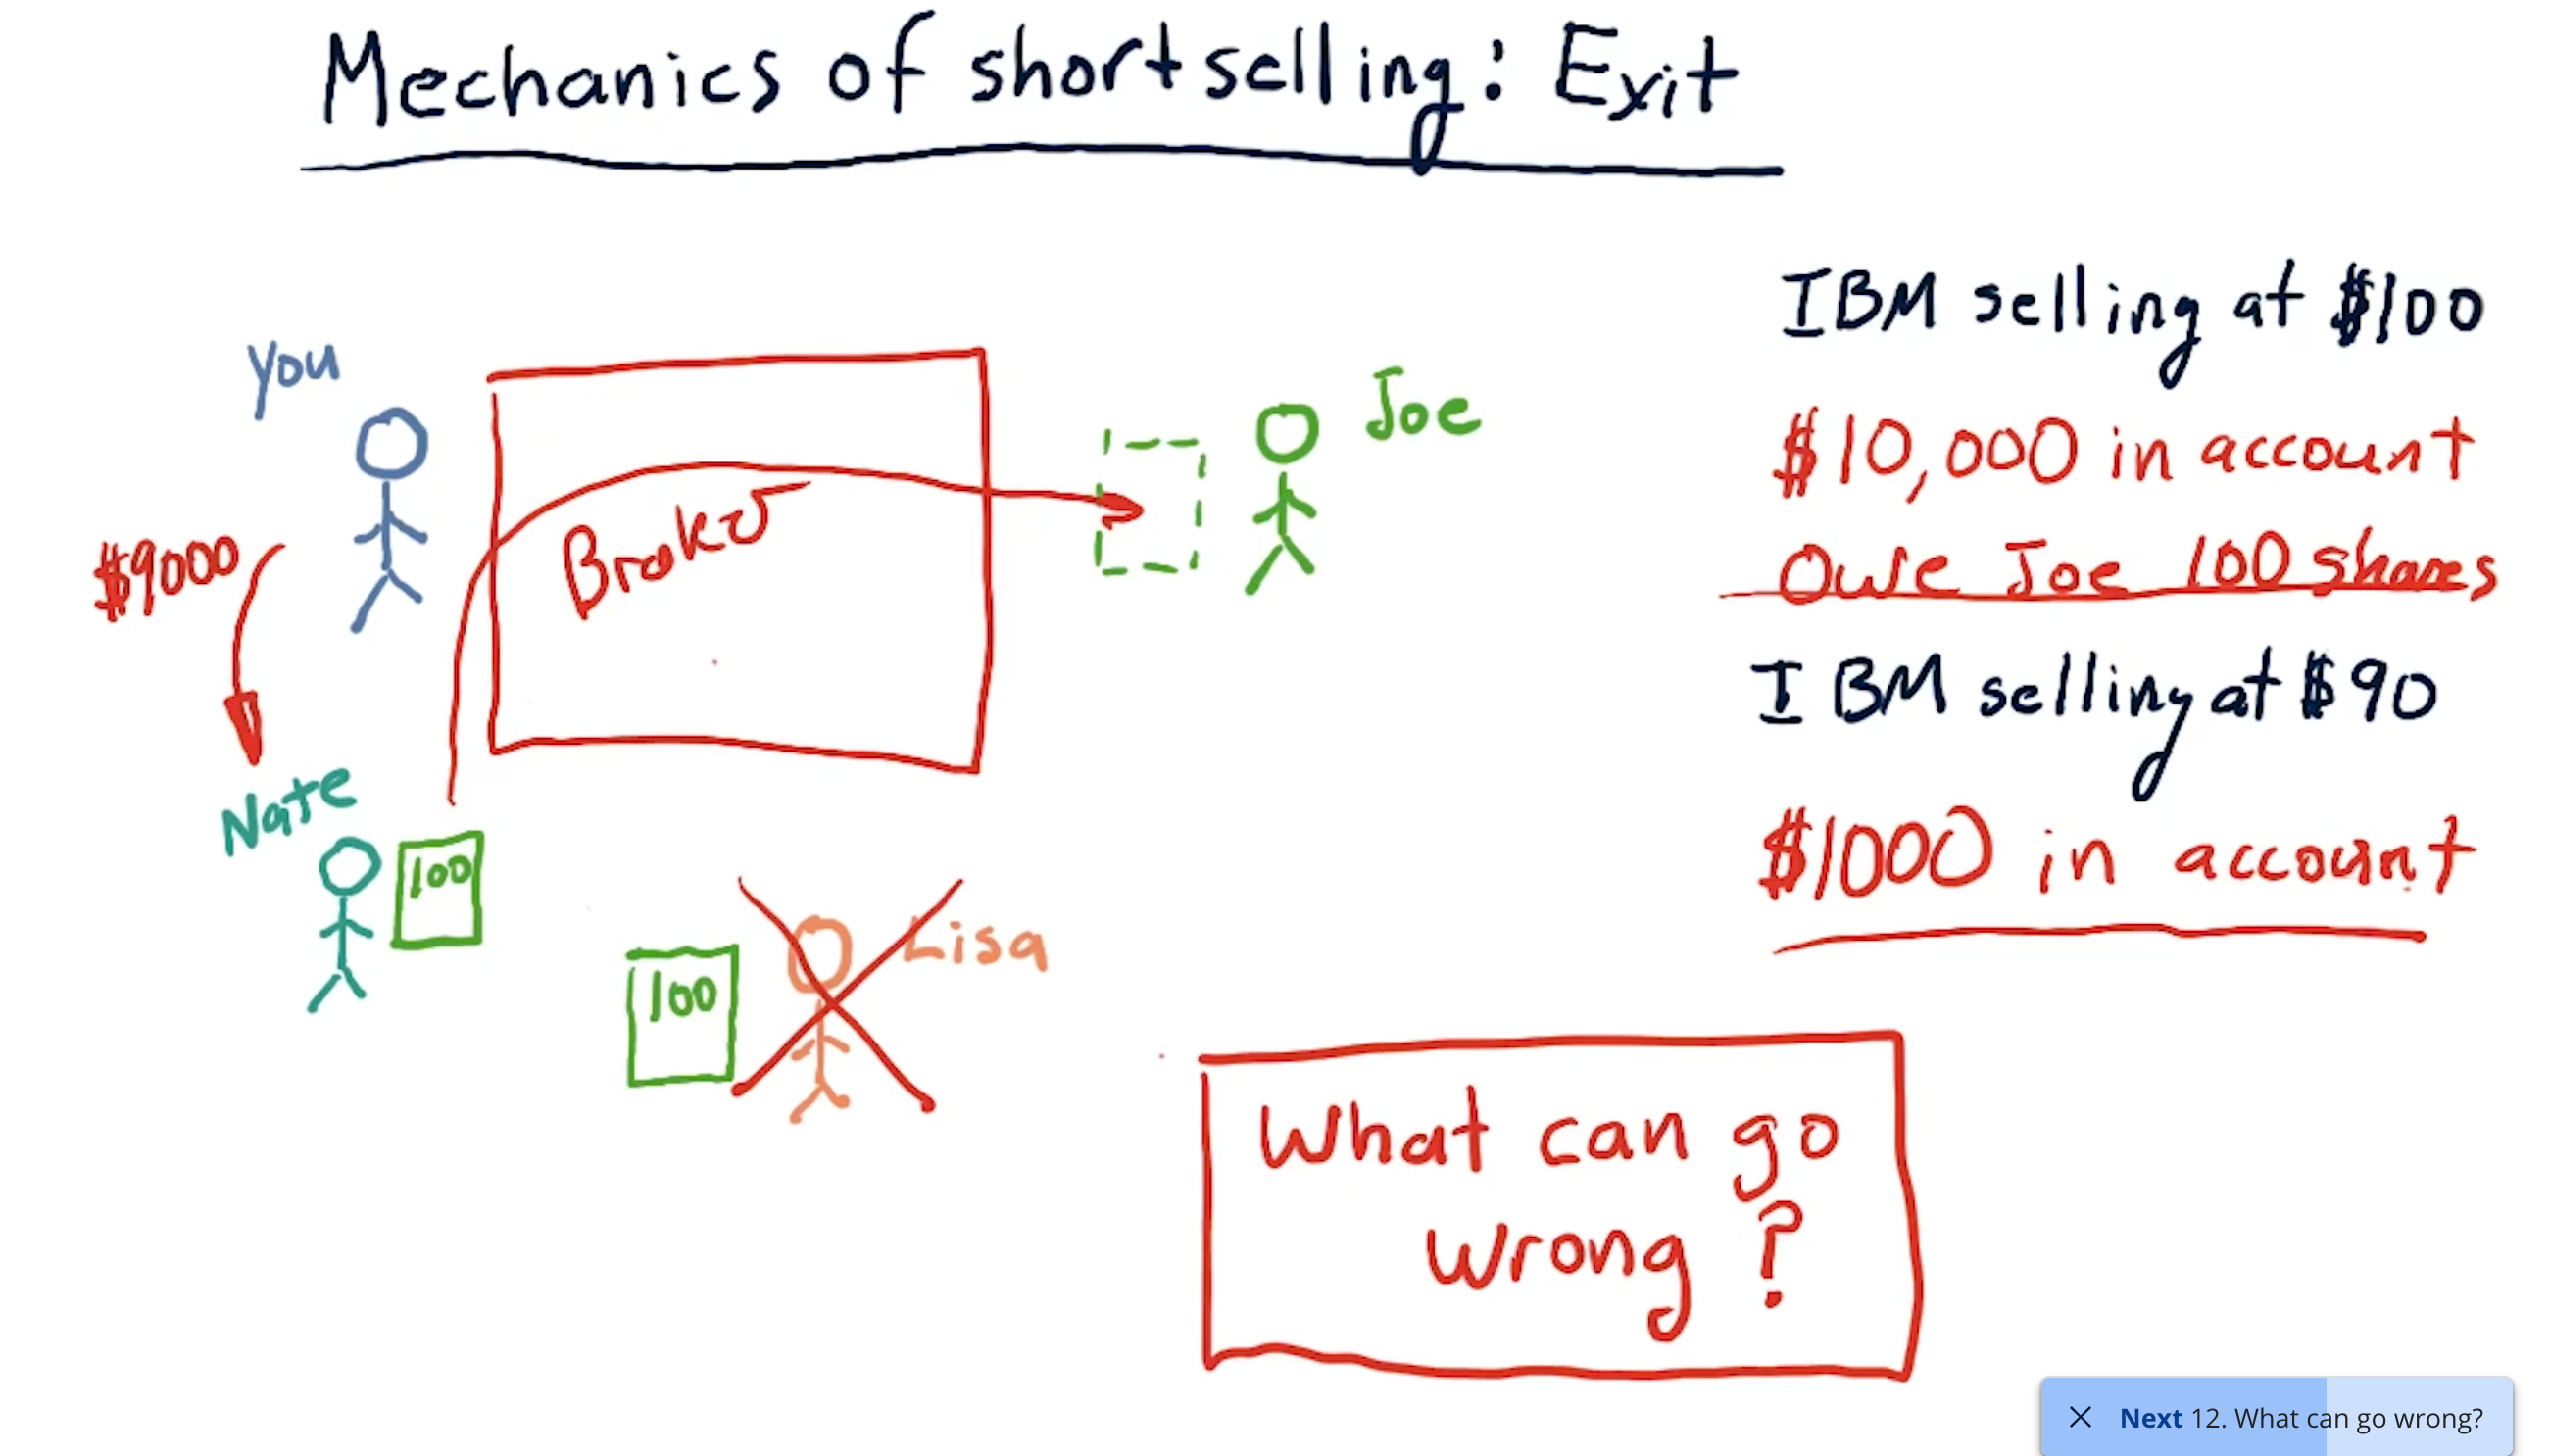 Mechanics of shortselling: Exit
you
$9000
Broker
Joe
Nate
100
100
Lisa
IBM selling at $100
$10,000 in account
Owe Joe 100 shares
IBM selling at $90
$1000 in account
What can go
wrong?
Next 12. What can go wrong?